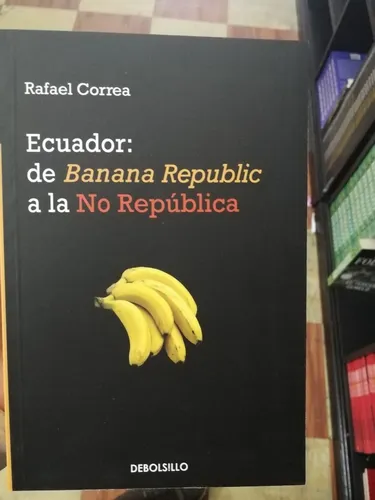 Rafael Correa
Ecuador:
de Banana Republic
a la No República
DEBOLSILLO